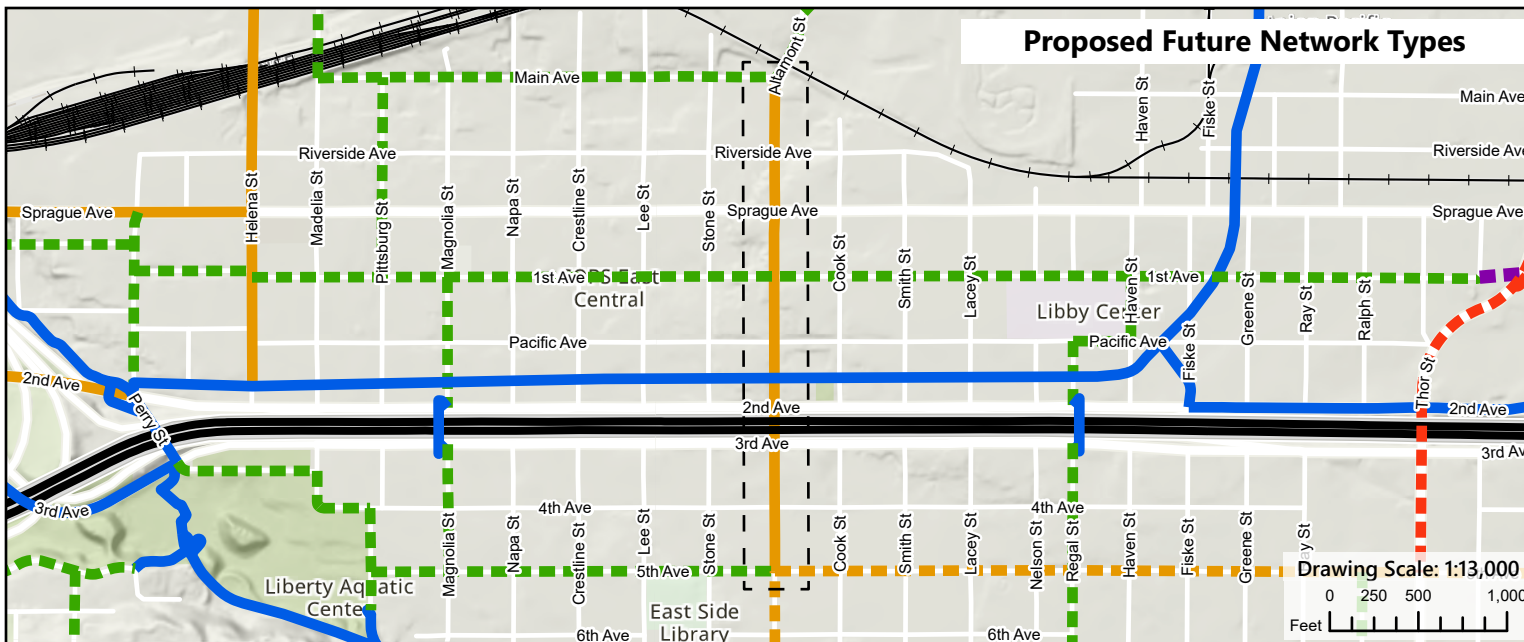 Proposed Future Network Types
Altamont St
Main Ave
Main Ave
Haven St
Fiske St
Riverside Ave
Riverside Ave
Riverside Ave
Sprague Ave
Helena St
Madelia St
Pittsburg St
Magnolia St
Napa St
Crestline St
Lee St
Stone St
Sprague Ave
Sprague Ave
Cook St
Smith St
Lacey St
Haven St
1st Ave
East
Central
1st Ave
Greene St
Ray St
Ralph St
Libby Center
Pacific Ave
Pacific Ave
Fiske St
Thor St
2nd Ave
Perry St
2nd Ave
2nd Ave
3rd Ave
3rd Av
3rd Ave
4th Ave
4th Ave
Magnolia St
Napa St
Crestline St
Lee St
Stone St
Cook St
Smith St
Lacey St
Nelson St
Regal St
Haven St
Fiske St
Greene St
ay St
5th Ave
Liberty Aquatic
Cente
East Side
Library
6th Ave
6th Ave
Drawing Scale: 1:13,000
0 250 500 1,000
Feet